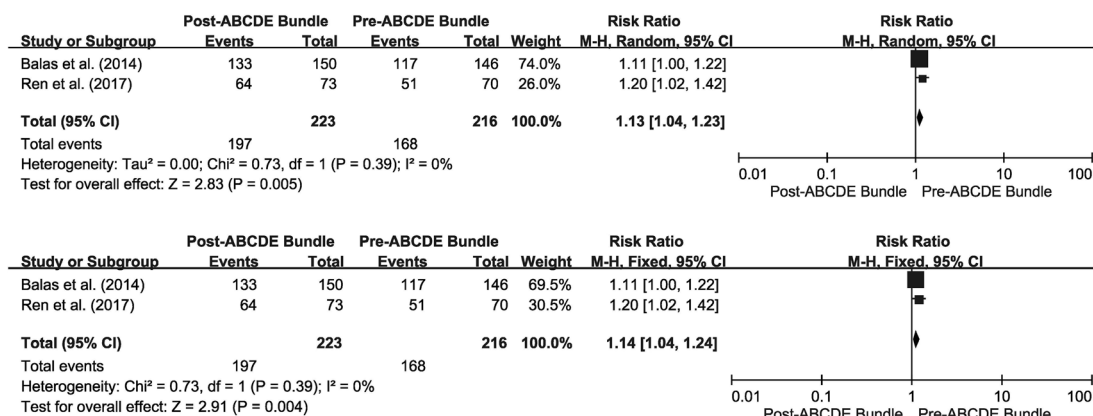 Post-ABCDE Bundle Pre-ABCDE Bundle Risk Ratio Risk Ratio
Study or Subgroup Events Total Events Total Weight M-H, Random, 95% CI M-H, Random, 95% CI
Balas et al. (2014) 133 150 117 146 74.0% 1.11 [1.00, 1.22]
Ren et al. (2017) 64 73 51 70 26.0% 1.20 [1.02, 1.42]
Total (95% CI) 223 216 100.0% 1.13 [1.04, 1.23]
Total events 197 168
Heterogeneity: Tau² = 0.00; Chi² = 0.73, df = 1 (P = 0.39); I² = 0%
Test for overall effect: Z = 2.83 (P = 0.005)
0.01 0.1 1 10 100
Post-ABCDE Bundle Pre-ABCDE Bundle
Post-ABCDE Bundle Pre-ABCDE Bundle Risk Ratio Risk Ratio
Study or Subgroup Events Total Events Total Weight M-H, Fixed, 95% CI M-H, Fixed, 95% CI
Balas et al. (2014) 133 150 117 146 69.5% 1.11 [1.00, 1.22]
Ren et al. (2017) 64 73 51 70 30.5% 1.20 [1.02, 1.42]
Total (95% CI) 223 216 100.0% 1.14 [1.04, 1.24]
Total events 197 168
Heterogeneity: Chi² = 0.73, df = 1 (P = 0.39); I² = 0%
Test for overall effect: Z = 2.91 (P = 0.004)
0.01 0.1 1 10 100
Post-ABCDE Bundle Pre-ABCDE Bundle